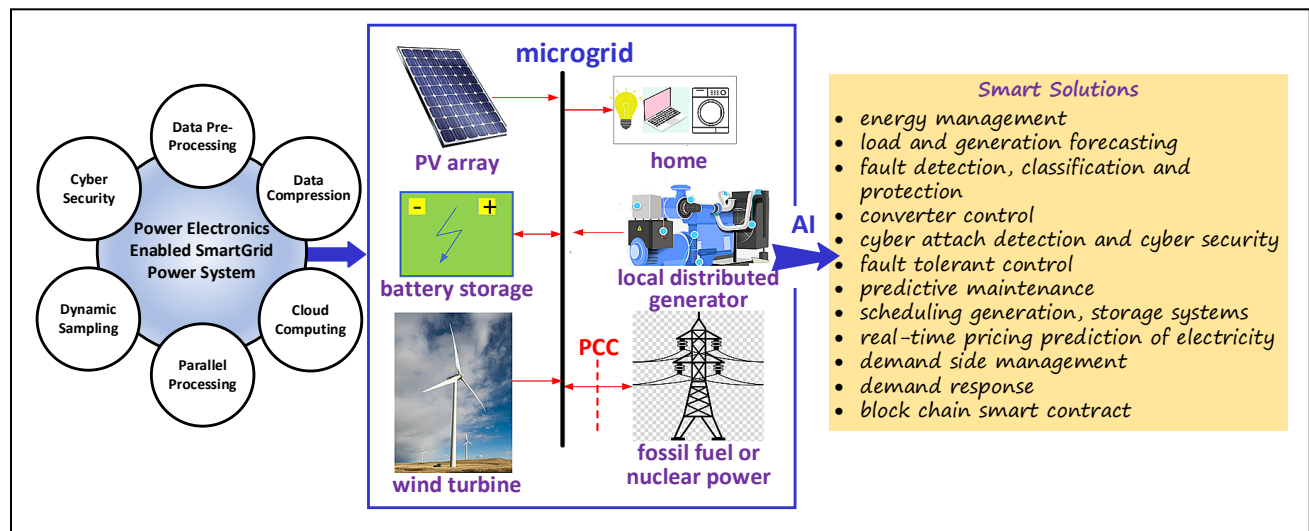 Data Pre-
Processing
Cyber
Security
Data
Compression
Power Electronics
Enabled SmartGrid
Power System
Dynamic
Sampling
Cloud
Computing
Parallel
Processing
microgrid
PV array
home
-
+
battery storage
local distributed
generator
PCC
wind turbine
fossil fuel or
nuclear power
AI
Smart Solutions
• energy management
• load and generation forecasting
• fault detection, classification and
protection
• converter control
• cyber attach detection and cyber security
• fault tolerant control
• predictive maintenance
• scheduling generation, storage systems
• real-time pricing prediction of electricity
• demand side management
• demand response
• block chain smart contract